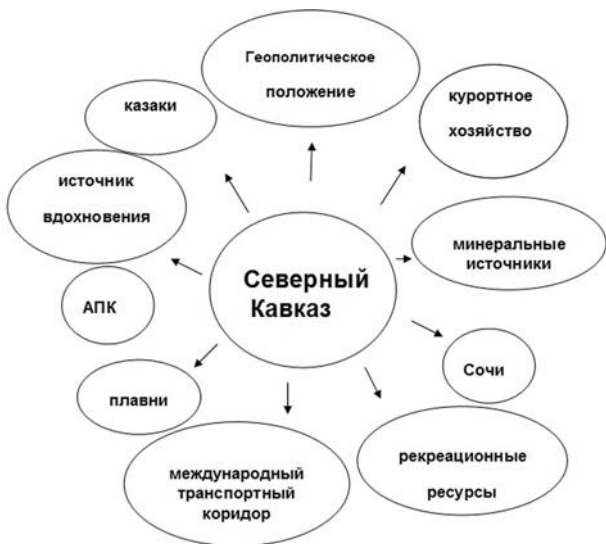 Геополитическое
положение
казаки
курортное
хозяйство
источник
вдохновения
минеральные
источники
Северный
Кавказ
АПК
Сочи
плавни
рекреационные
ресурсы
международный
транспортный
коридор